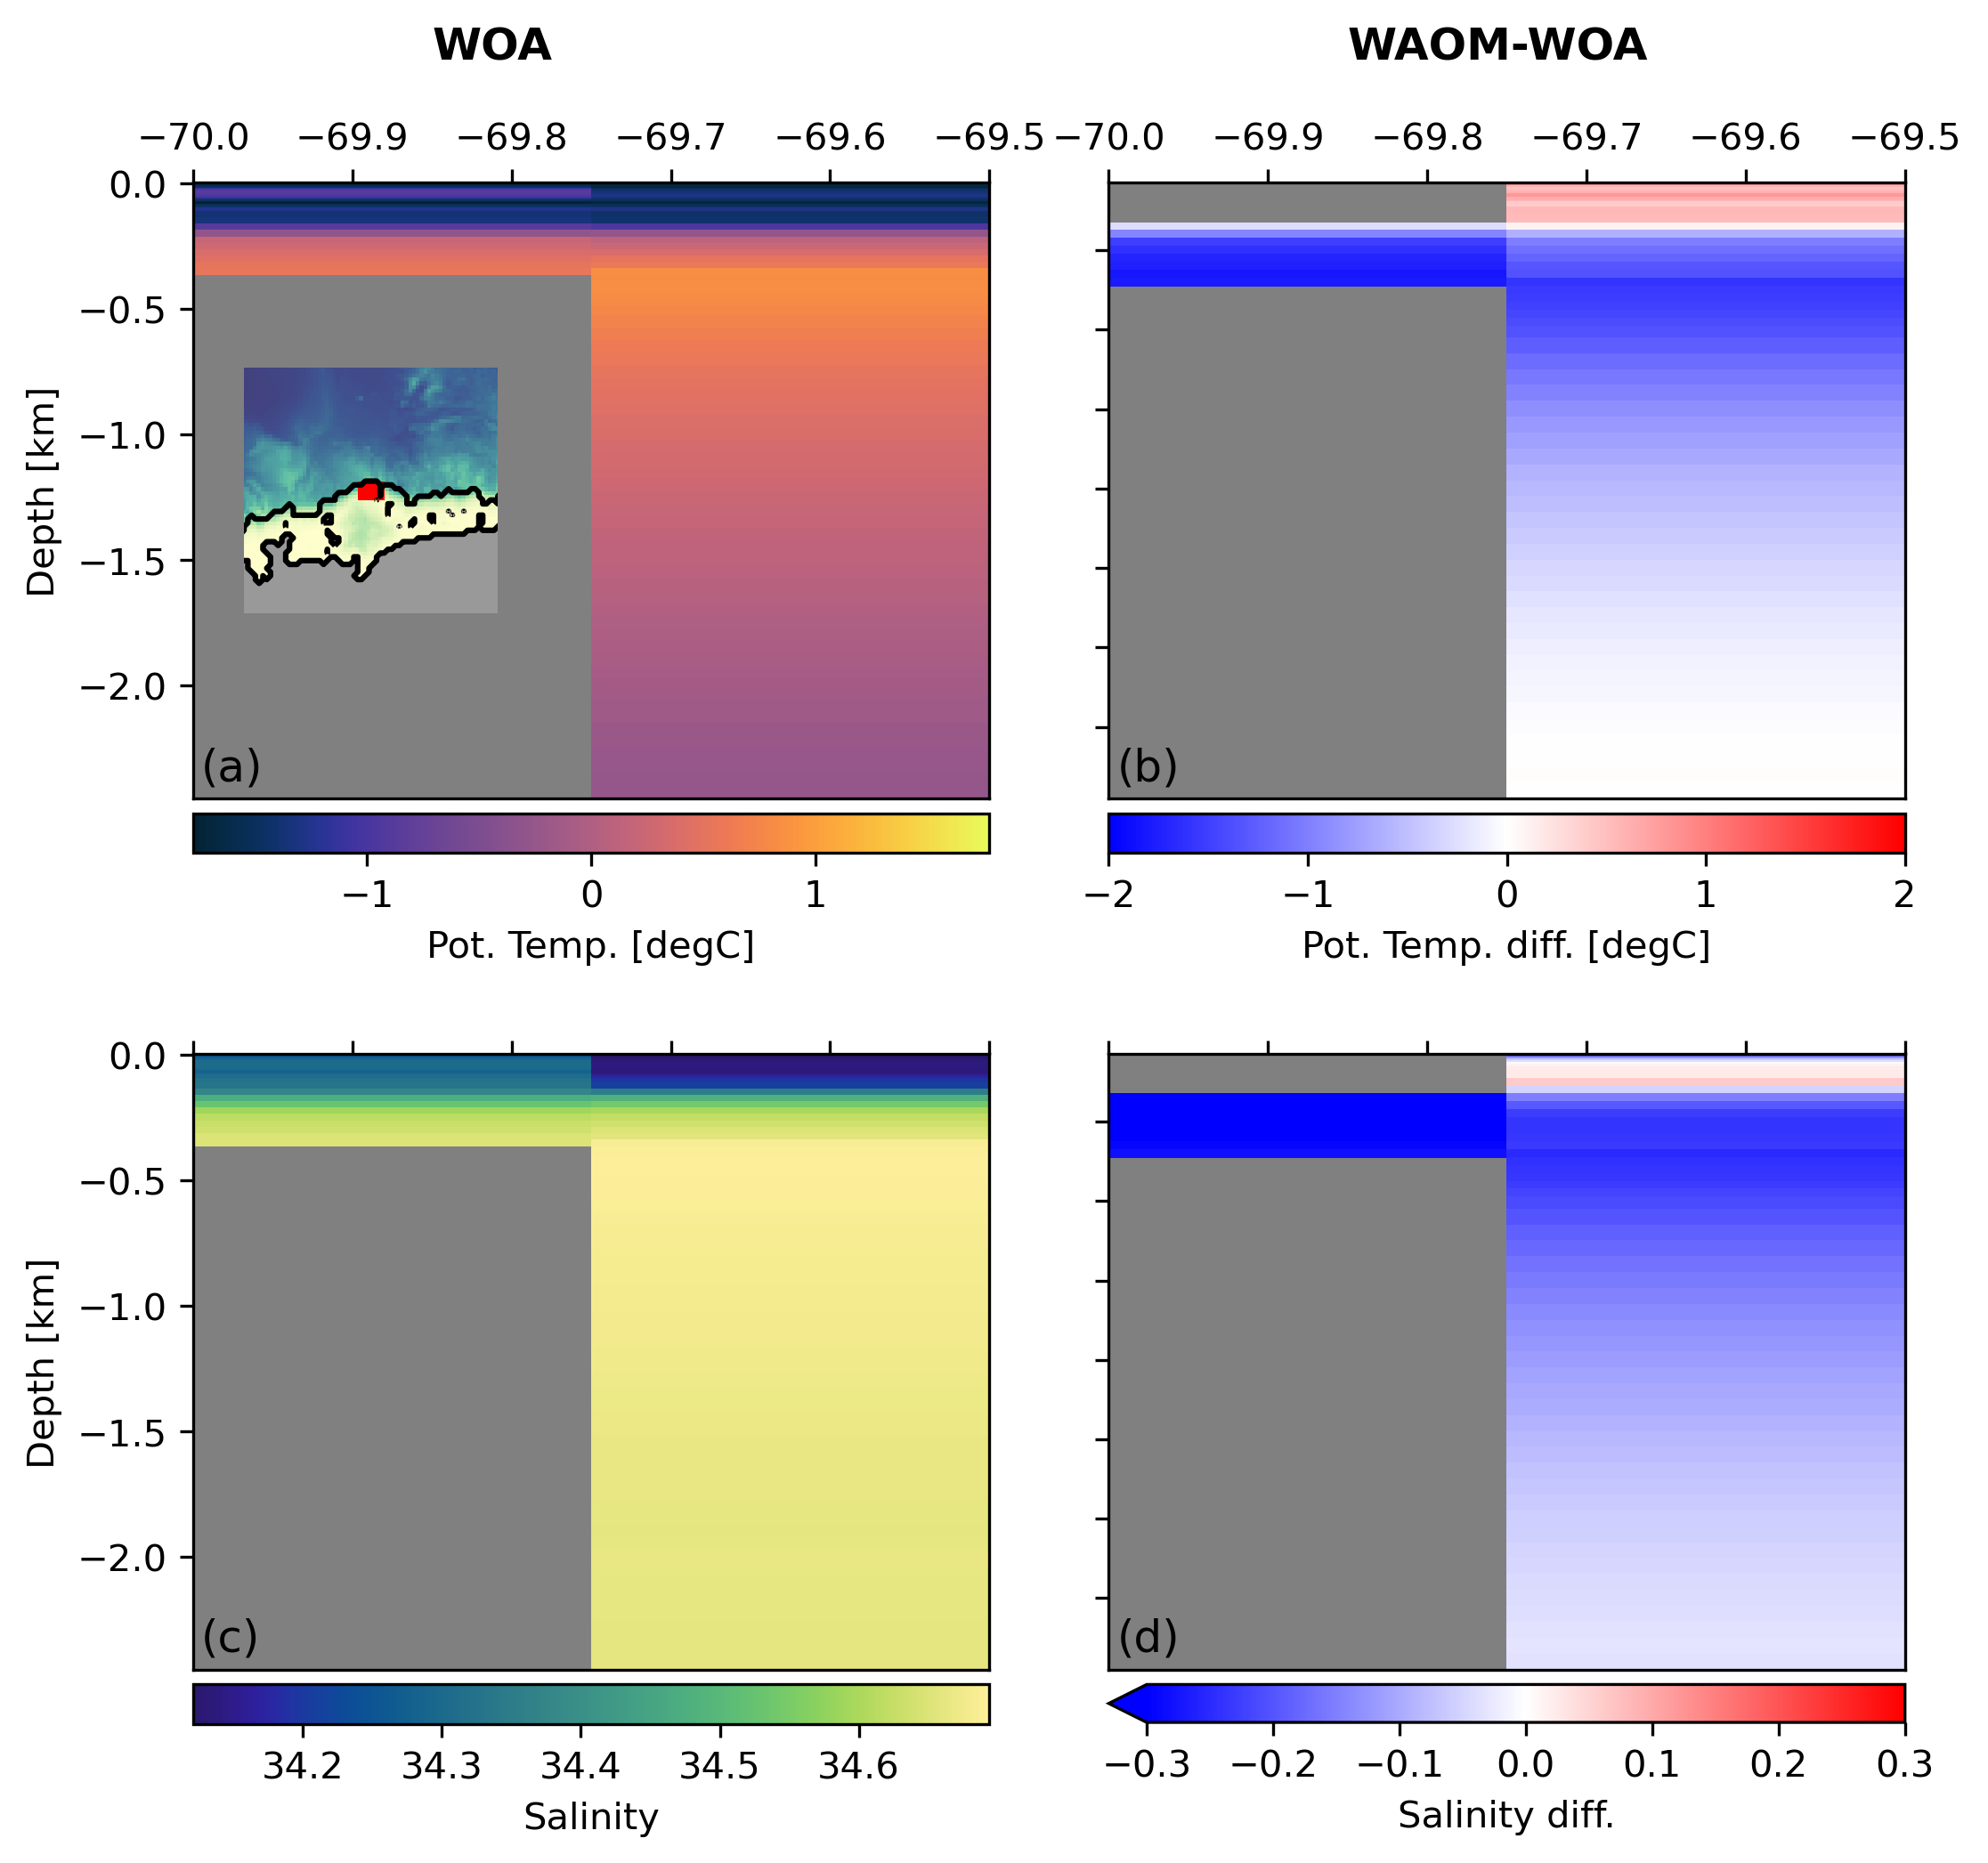 WOA WAOM-WOA
−70.0 −69.9 −69.8 −69.7 −69.6 −69.5 −70.0 −69.9 −69.8 −69.7 −69.6 −69.5
0.0
−0.5
−1.0
−1.5
−2.0
Depth [km]
(a) (b)
−1 0 1 −2 −1 0 1 2
Pot. Temp. [degC] Pot. Temp. diff. [degC]
0.0
−0.5
−1.0
−1.5
−2.0
Depth [km]
(c) (d)
34.2 34.3 34.4 34.5 34.6 −0.3 −0.2 −0.1 0.0 0.1 0.2 0.3
Salinity Salinity diff.